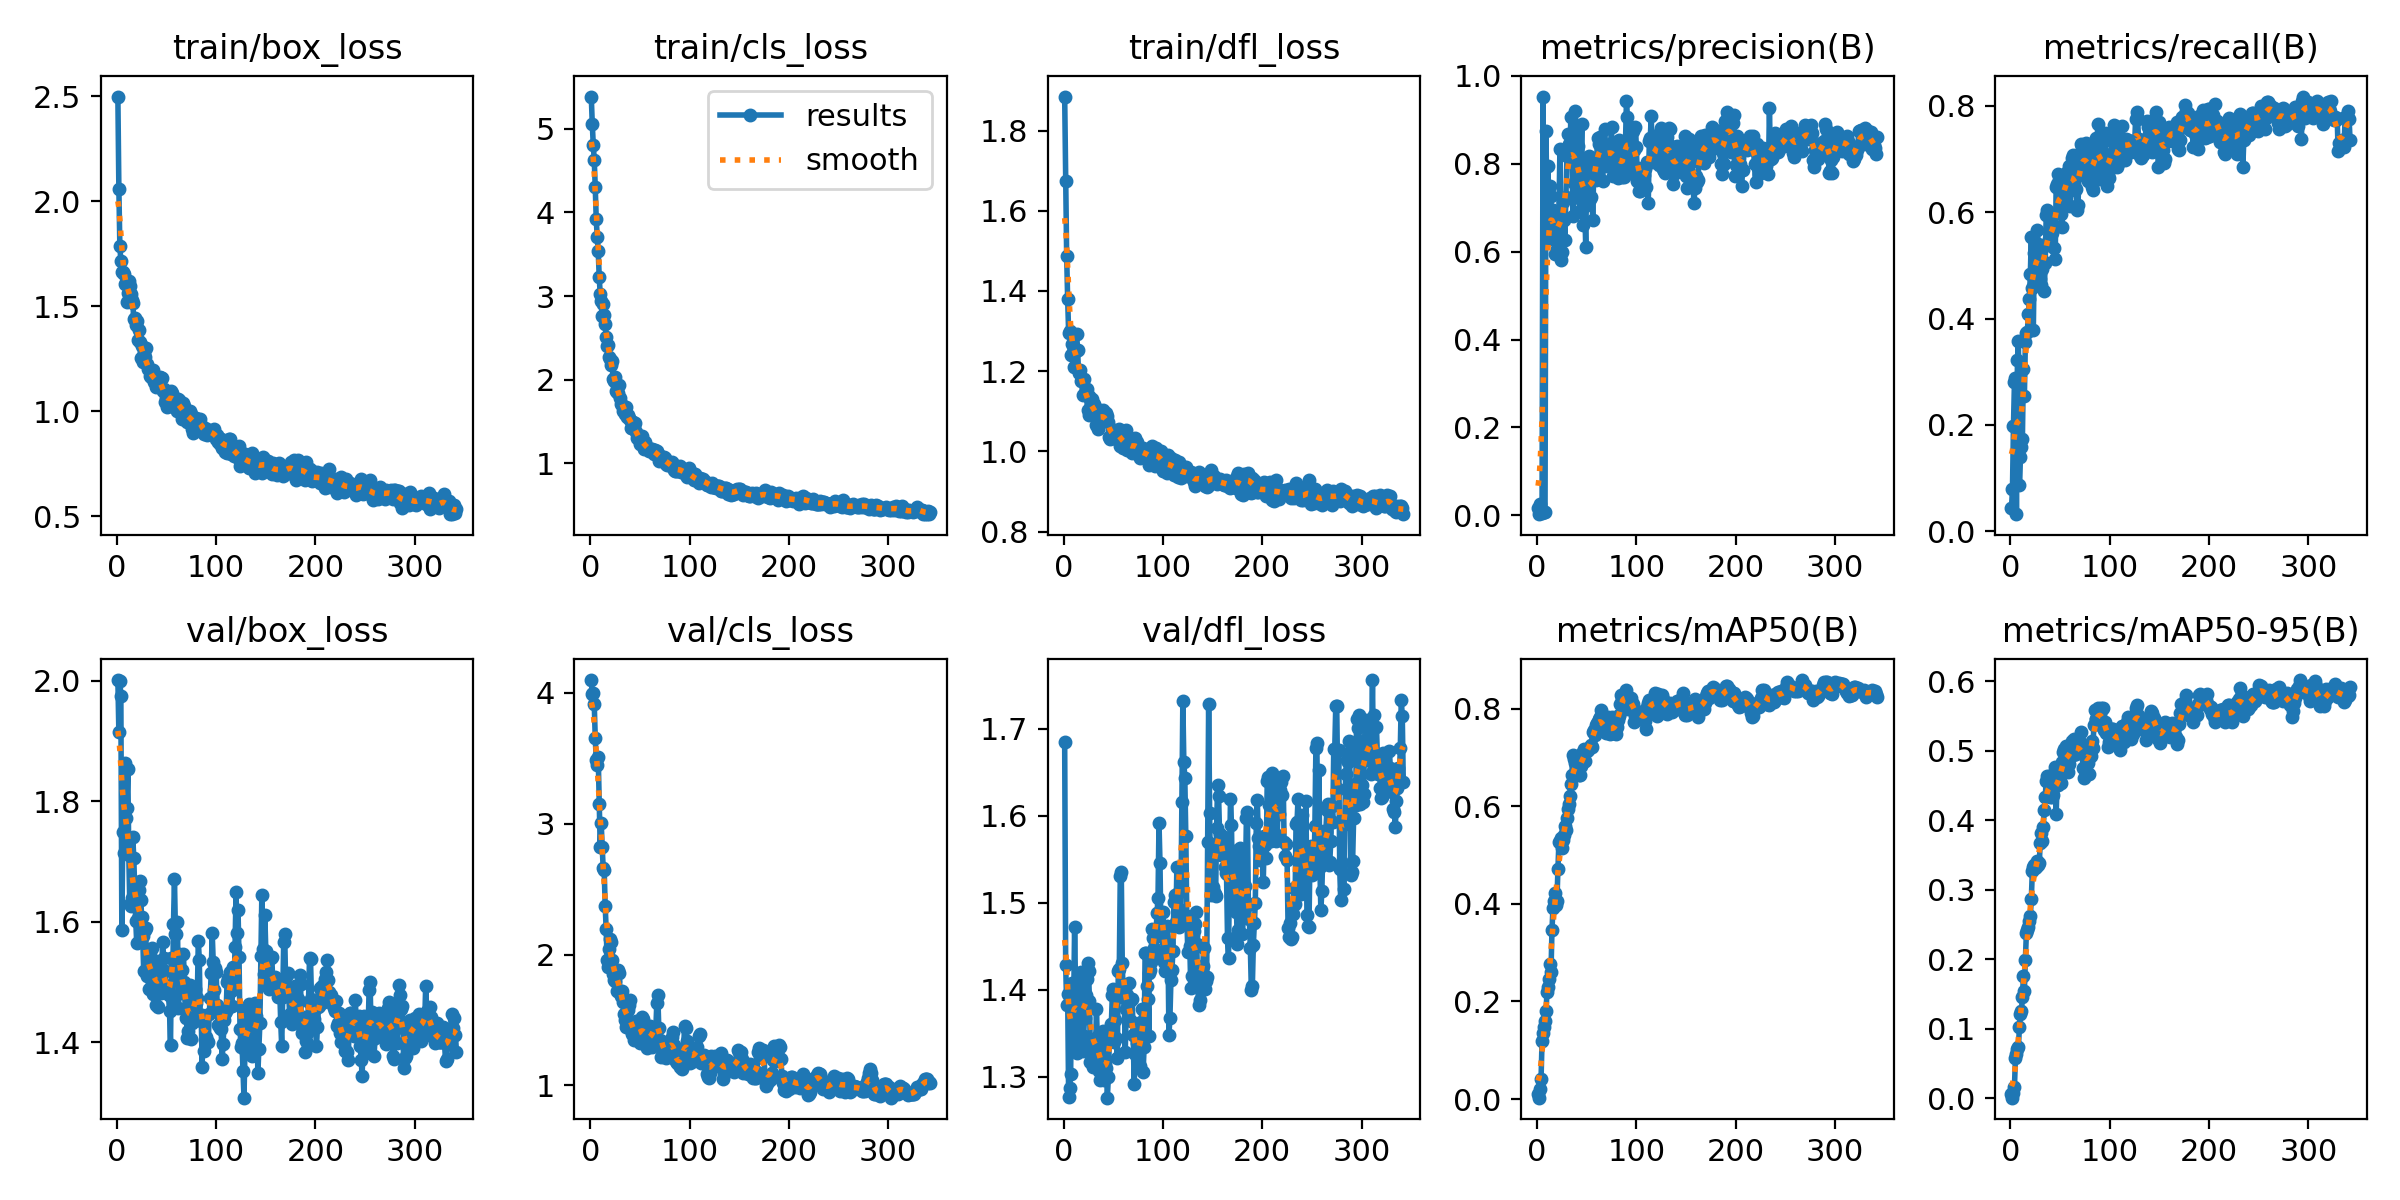 train/box_loss
2.5
2.0
1.5
1.0
0.5
0 100 200 300
train/cls_loss
results
smooth
5
4
3
2
1
0 100 200 300
train/dfl_loss
1.8
1.6
1.4
1.2
1.0
0.8
0 100 200 300
metrics/precision(B)
1.0
0.8
0.6
0.4
0.2
0.0
0 100 200 300
metrics/recall(B)
0.8
0.6
0.4
0.2
0.0
0 100 200 300
val/box_loss
2.0
1.8
1.6
1.4
0 100 200 300
val/cls_loss
4
3
2
1
0 100 200 300
val/dfl_loss
1.7
1.6
1.5
1.4
1.3
0 100 200 300
metrics/mAP50(B)
0.8
0.6
0.4
0.2
0.0
0 100 200 300
metrics/mAP50-95(B)
0.6
0.5
0.4
0.3
0.2
0.1
0.0
0 100 200 300